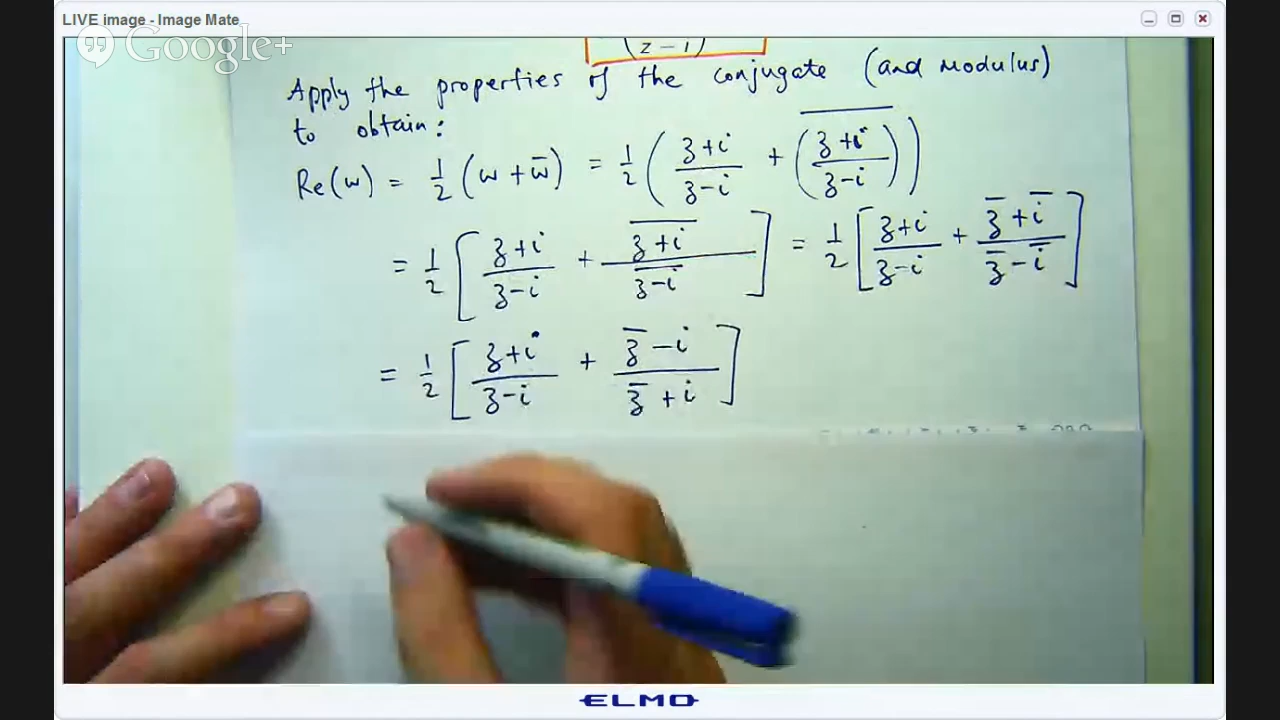 LIVE image - Image Mate
Google+
(z - i)
Apply the properties of the conjugate (and modulus)
to obtain:
Re(w) = 1/2 (w + w̅) = 1/2 ( (z+i)/(z-i) + \overline{((z+i)/(z-i))} )
= 1/2 [ (z+i)/(z-i) + \overline{z+i}/\overline{z-i} ] = 1/2 [ (z+i)/(z-i) + (z̅ + i̅)/(z̅ - i̅) ]
= 1/2 [ (z+i)/(z-i) + (z̅ - i)/(z̅ + i) ]
ELMO